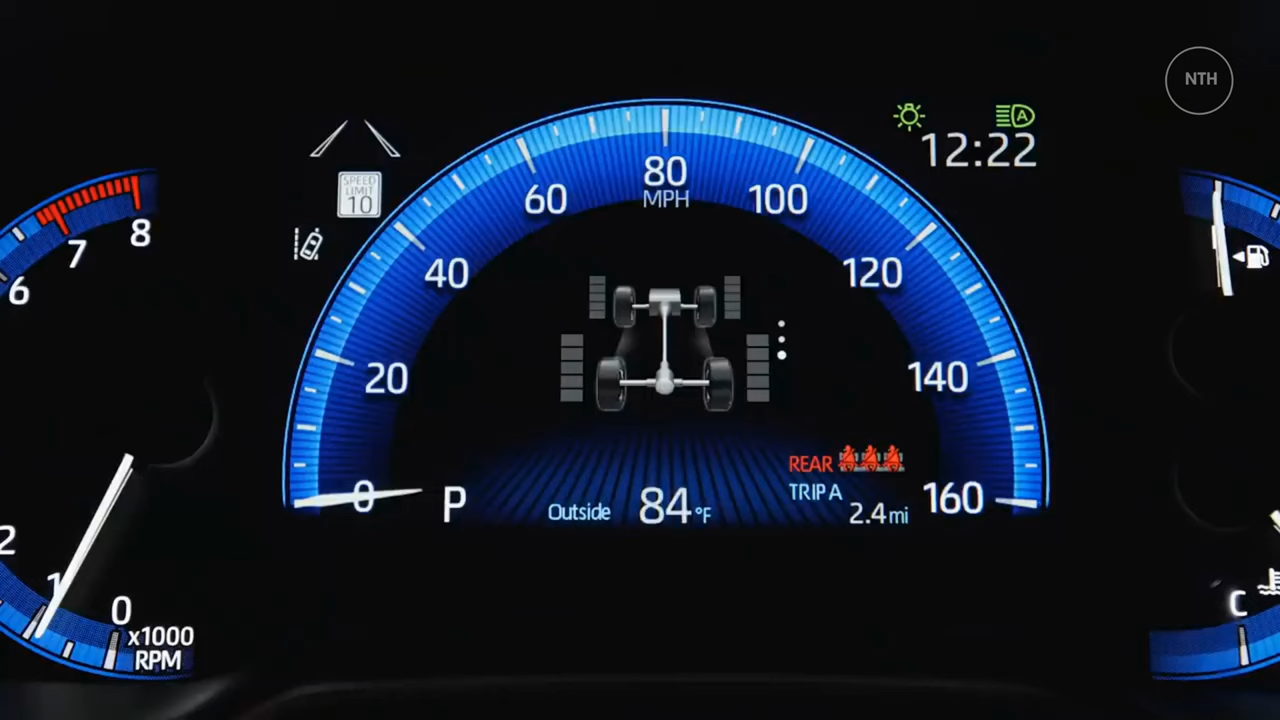 NTH
12:22
SPEED
LIMIT
10
80
MPH
60
100
40
120
20
140
0
160
8
7
6
2
1
0
x1000
RPM
P
Outside 84°F
REAR
TRIP A
2.4 mi
C
A